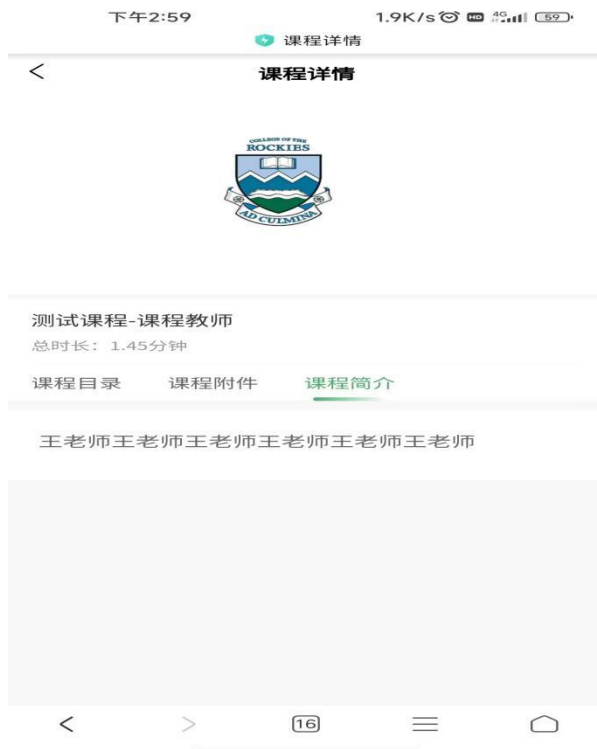 下午2:59 1.9K/s HD 4G 59
课程详情
课程详情
COLLEGE OF THE
ROCKIES
AD CULMINA
测试课程-课程教师
总时长：1.45分钟
课程目录 课程附件 课程简介
王老师王老师王老师王老师王老师王老师
16